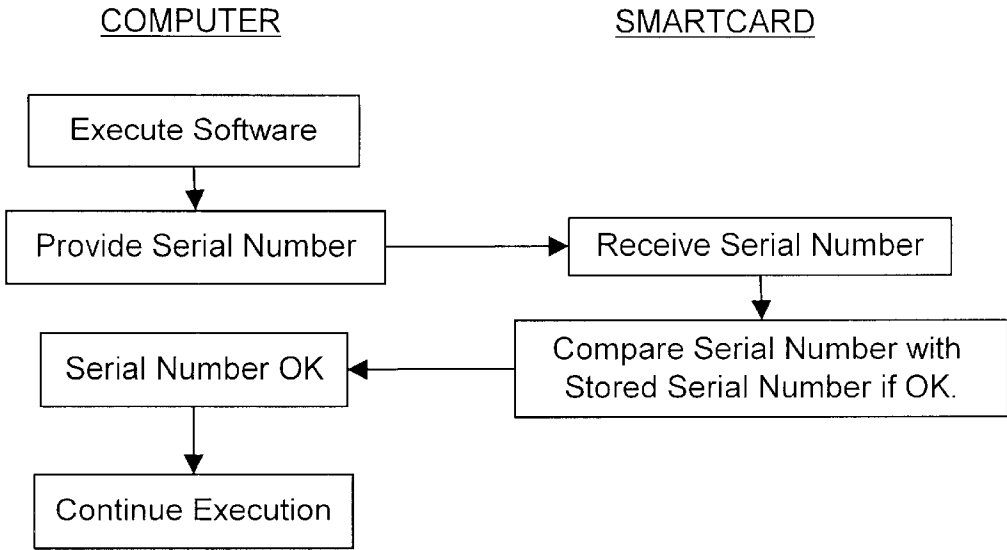 COMPUTER
SMARTCARD
Execute Software
Provide Serial Number
Receive Serial Number
Compare Serial Number with
Stored Serial Number if OK.
Serial Number OK
Continue Execution